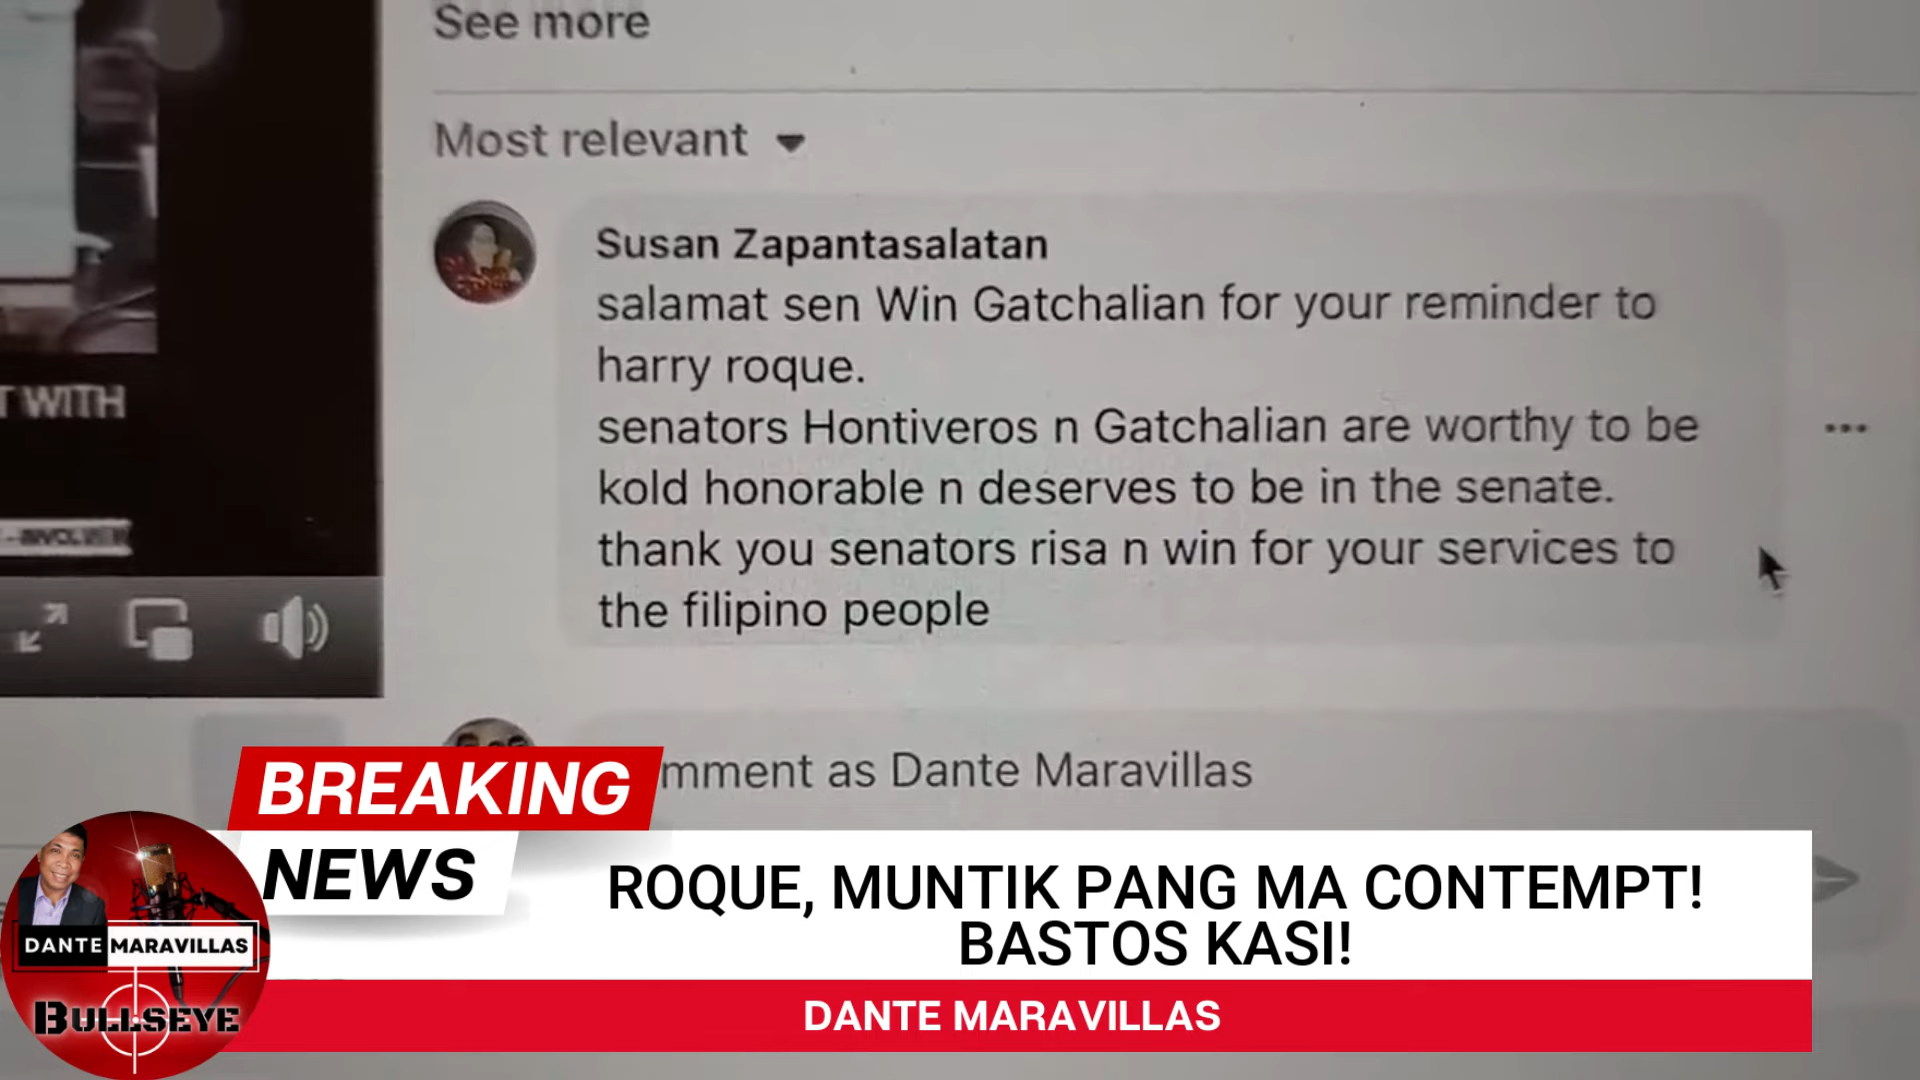 See more
Most relevant
Susan Zapantasalatan
salamat sen Win Gatchalian for your reminder to
harry roque.
senators Hontiveros n Gatchalian are worthy to be
kold honorable n deserves to be in the senate.
thank you senators risa n win for your services to
the filipino people
T WITH
mment as Dante Maravillas
BREAKING
NEWS
ROQUE, MUNTIK PANG MA CONTEMPT!
BASTOS KASI!
DANTE MARAVILLAS
DANTE MARAVILLAS
BULLSEYE